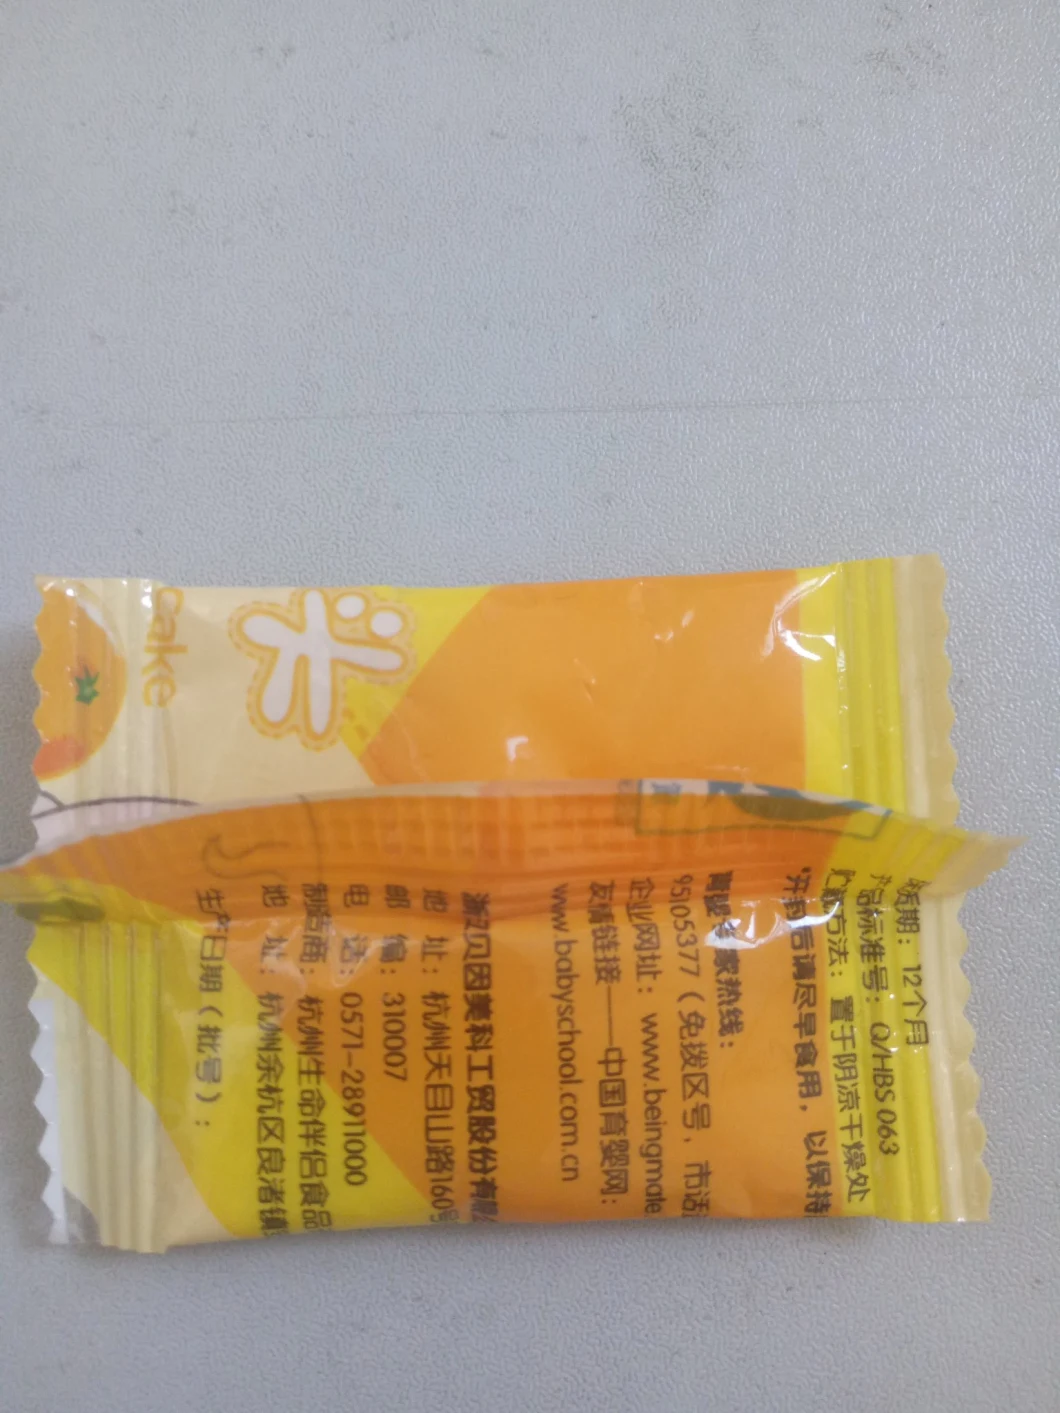 cake
米
期：12个月
品标准号：Q/HBS 063
方法：置于阴凉干燥处
开封后请尽早食用，以保持
家热线：
95105377（免拨区号，市话
企业网址：www.beingmate
友情链接——中国育婴网：
www.babyschool.com.cn
浙江贝因美科工贸股份有限
地 址：杭州天目山路160号
邮 编：310007
电 话：0571-28911000
制造商：杭州生命伴侣食品
地 址：杭州余杭区良渚镇
生产日期（批号）：